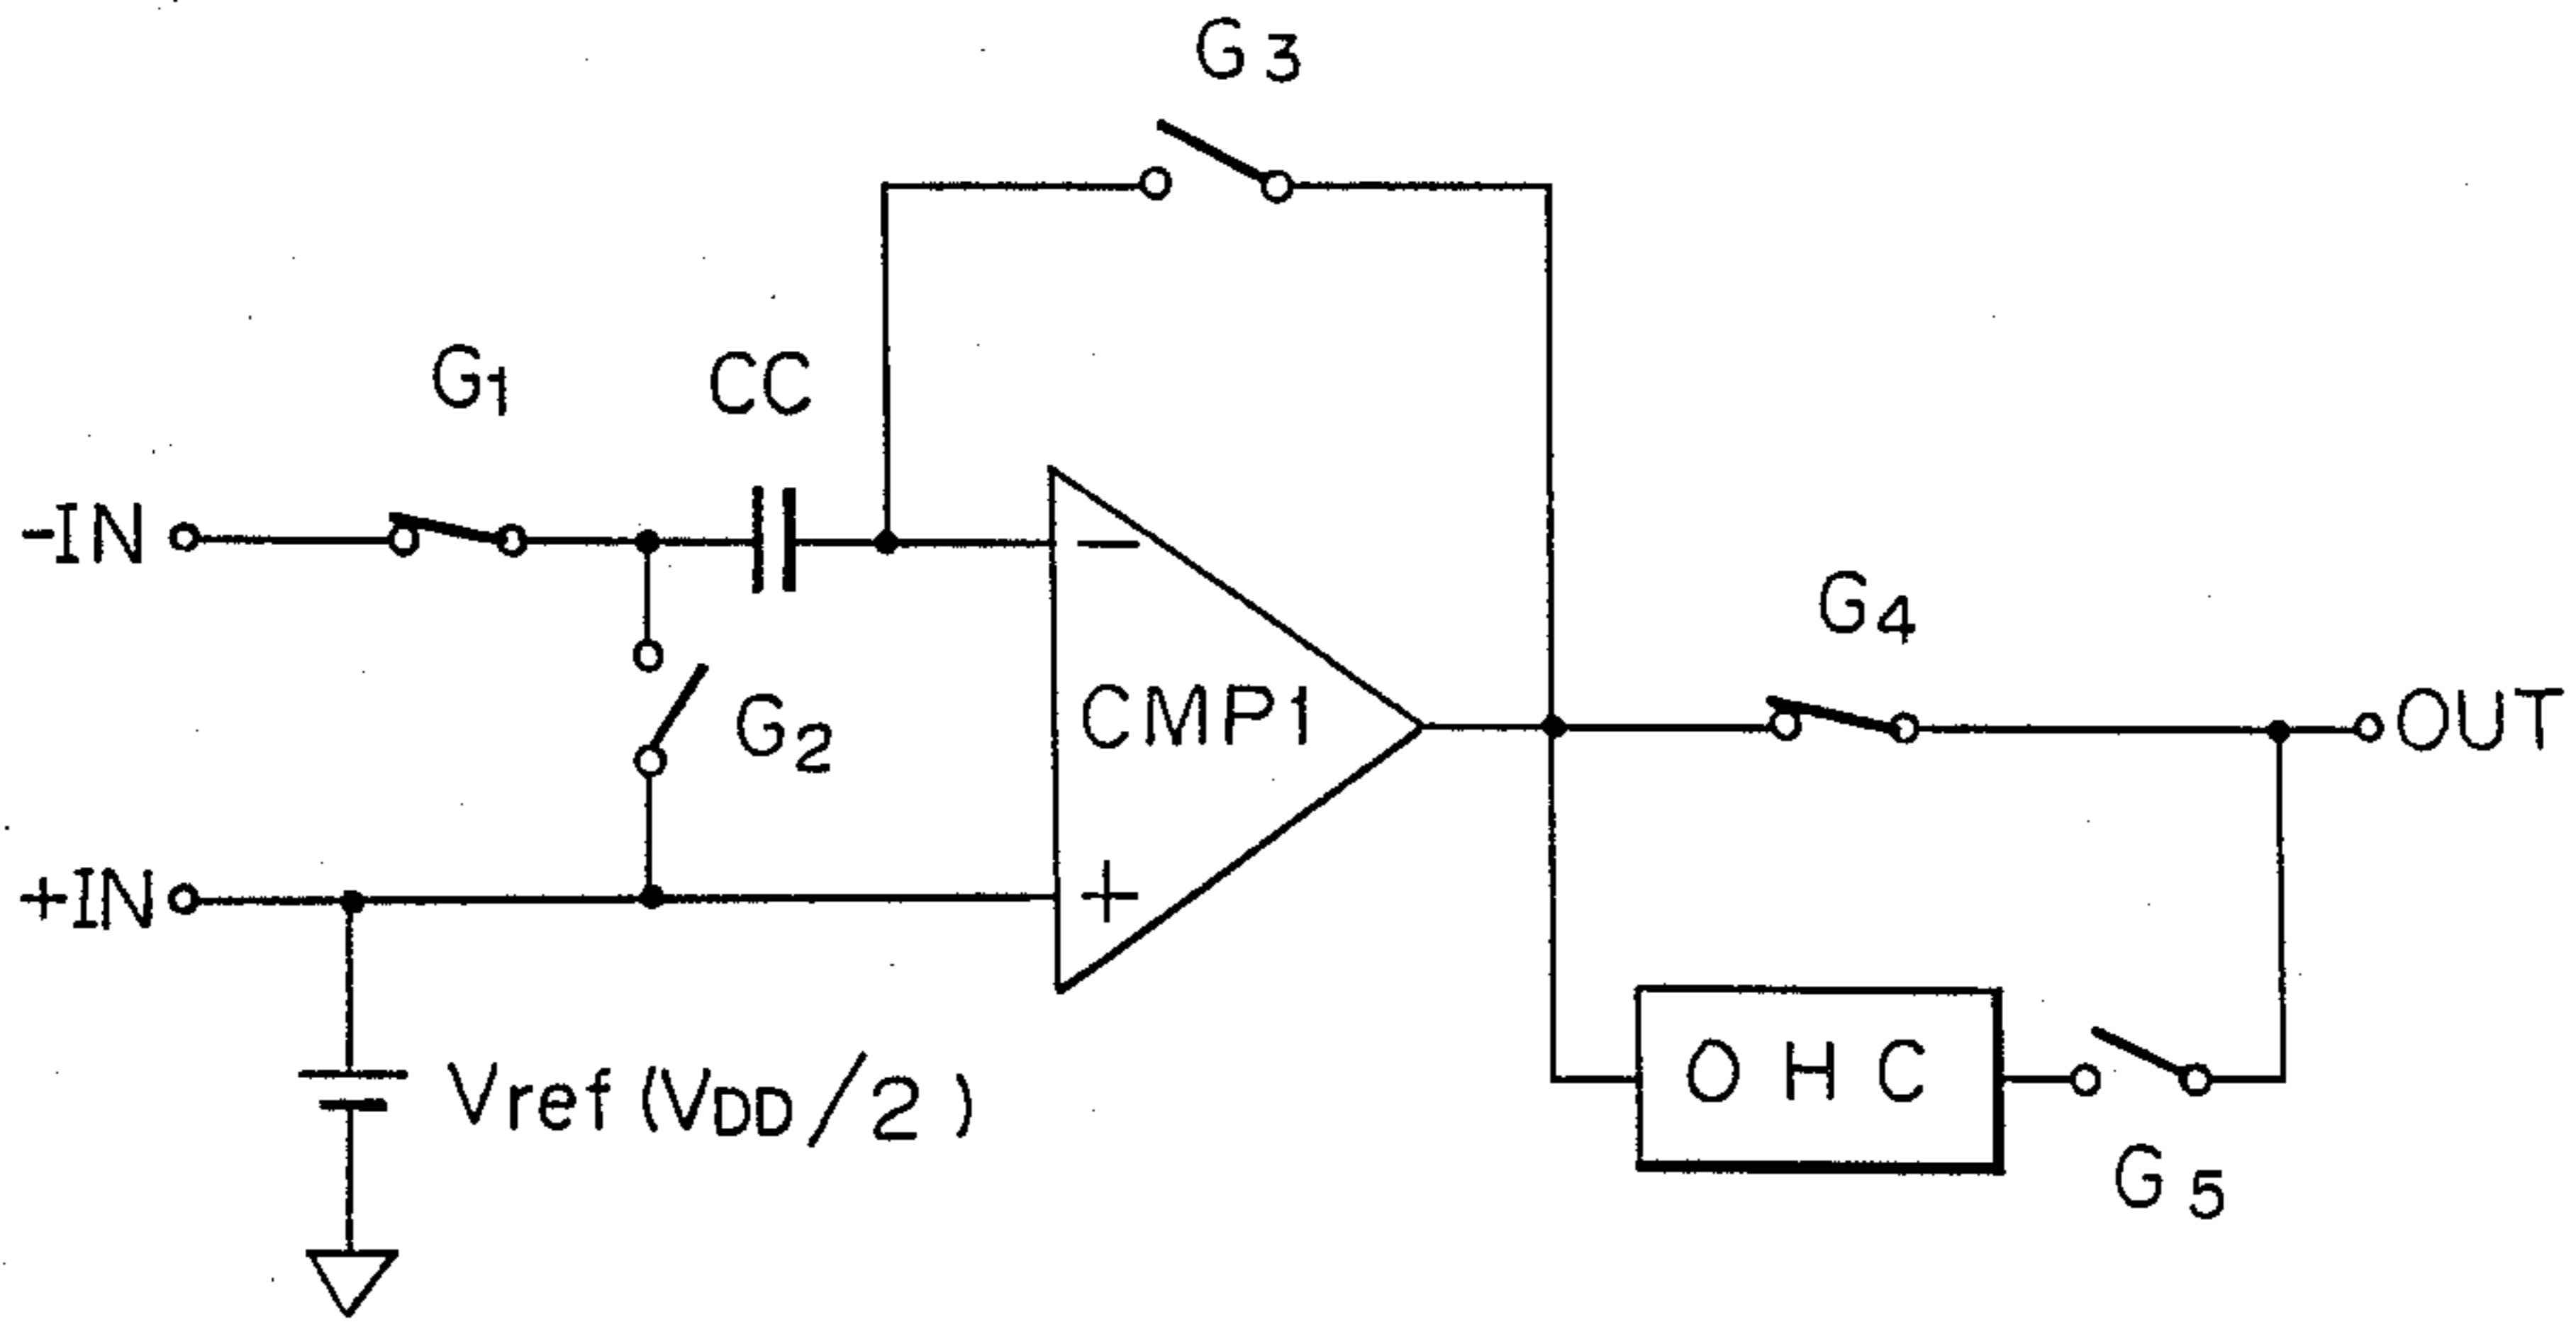 G3
G1
CC
-IN
−
G4
CMP1
OUT
G2
+IN
+
OHC
Vref (VDD/2)
G5